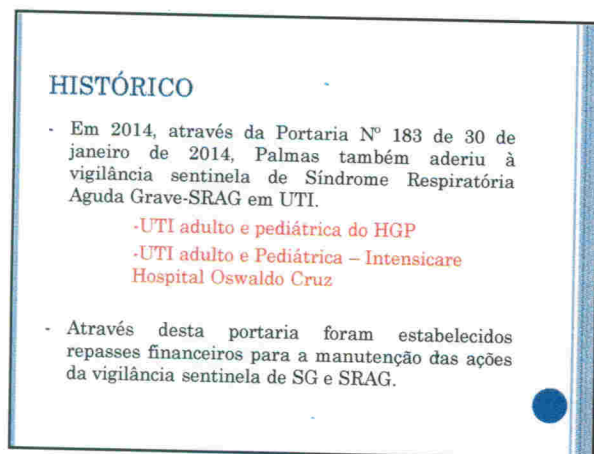 HISTÓRICO
- Em 2014, através da Portaria Nº 183 de 30 de
janeiro de 2014, Palmas também aderiu à
vigilância sentinela de Síndrome Respiratória
Aguda Grave-SRAG em UTI.
-UTI adulto e pediátrica do HGP
-UTI adulto e Pediátrica – Intensicare
Hospital Oswaldo Cruz
- Através desta portaria foram estabelecidos
repasses financeiros para a manutenção das ações
da vigilância sentinela de SG e SRAG.